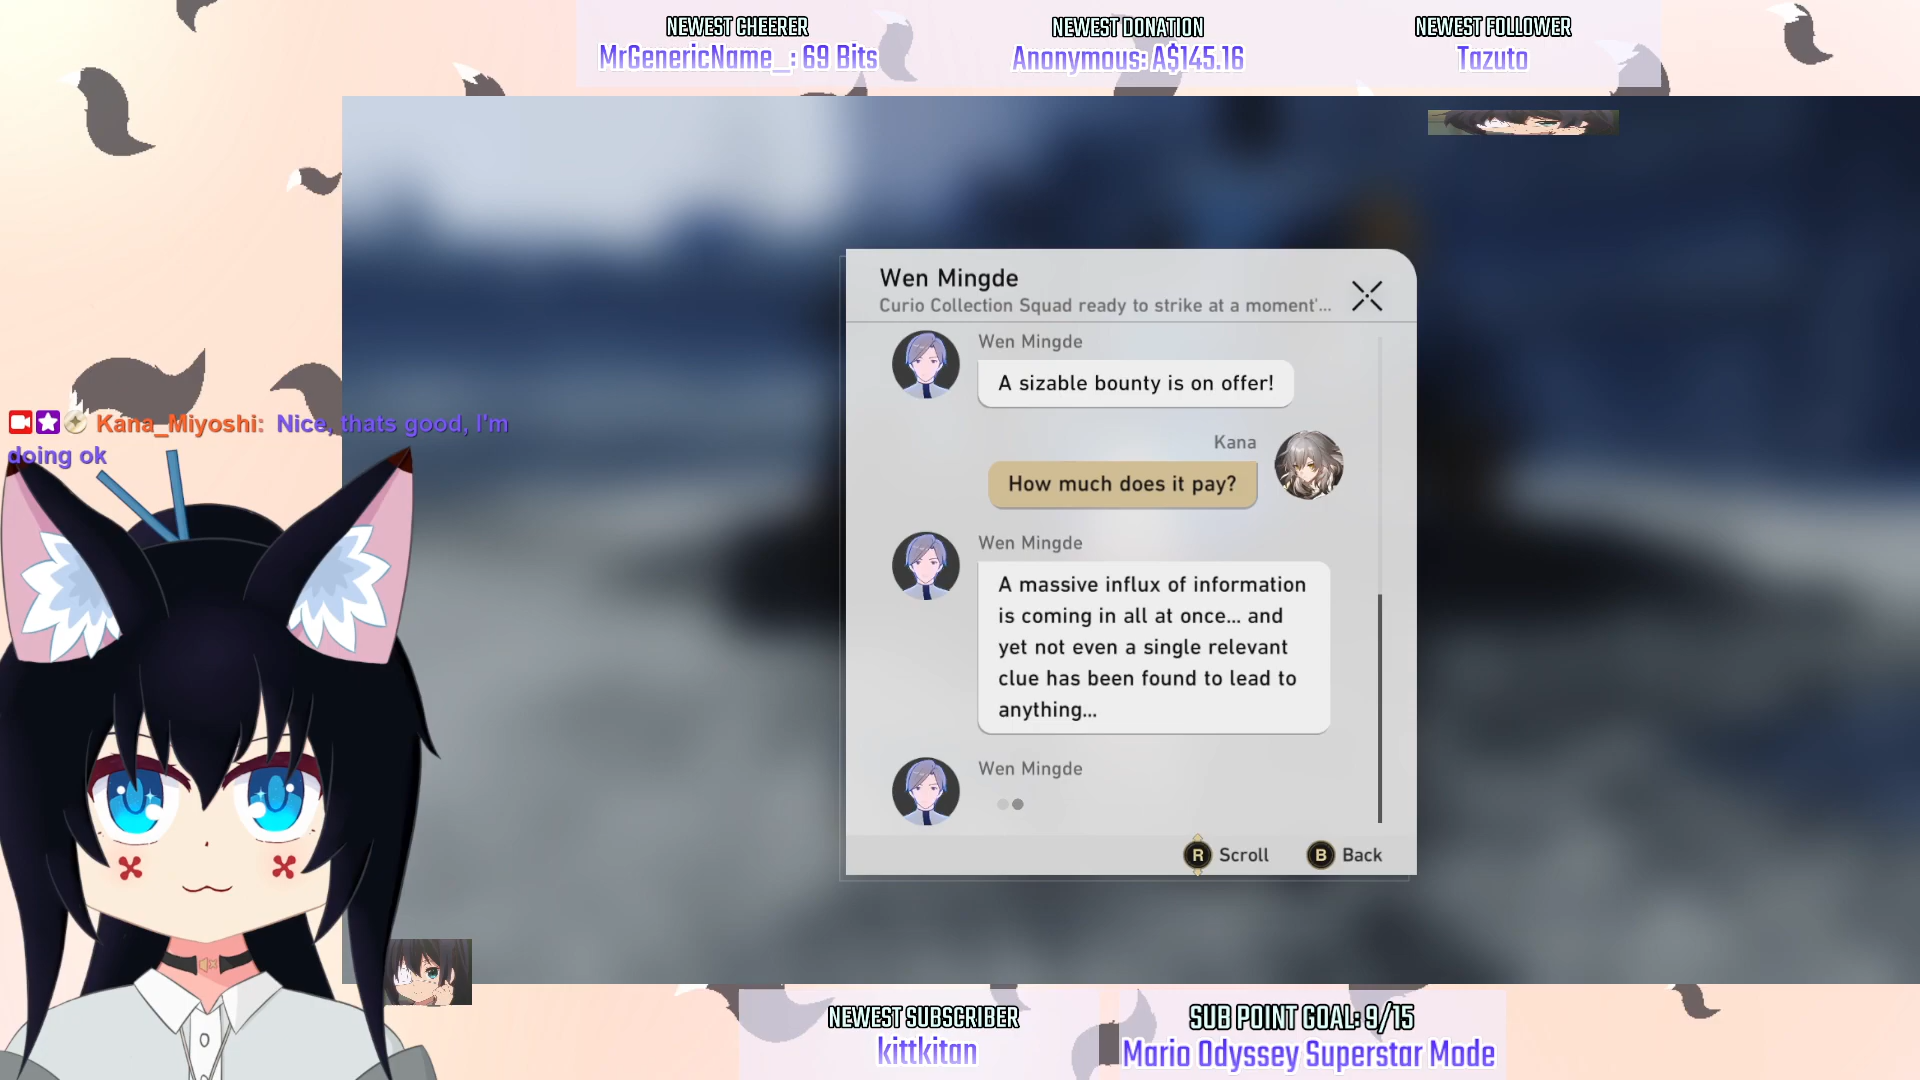 NEWEST CHEERER
MrGenericName_: 69 Bits
NEWEST DONATION
Anonymous: A$145.16
NEWEST FOLLOWER
Tazuto
Wen Mingde
Curio Collection Squad ready to strike at a moment'...
Wen Mingde
A sizable bounty is on offer!
Kana
How much does it pay?
Wen Mingde
A massive influx of information
is coming in all at once... and
yet not even a single relevant
clue has been found to lead to
anything...
Wen Mingde
R Scroll
B Back
Kana_Miyoshi: Nice, thats good, I'm
doing ok
NEWEST SUBSCRIBER
kittkitan
SUB POINT GOAL: 9/15
Mario Odyssey Superstar Mode